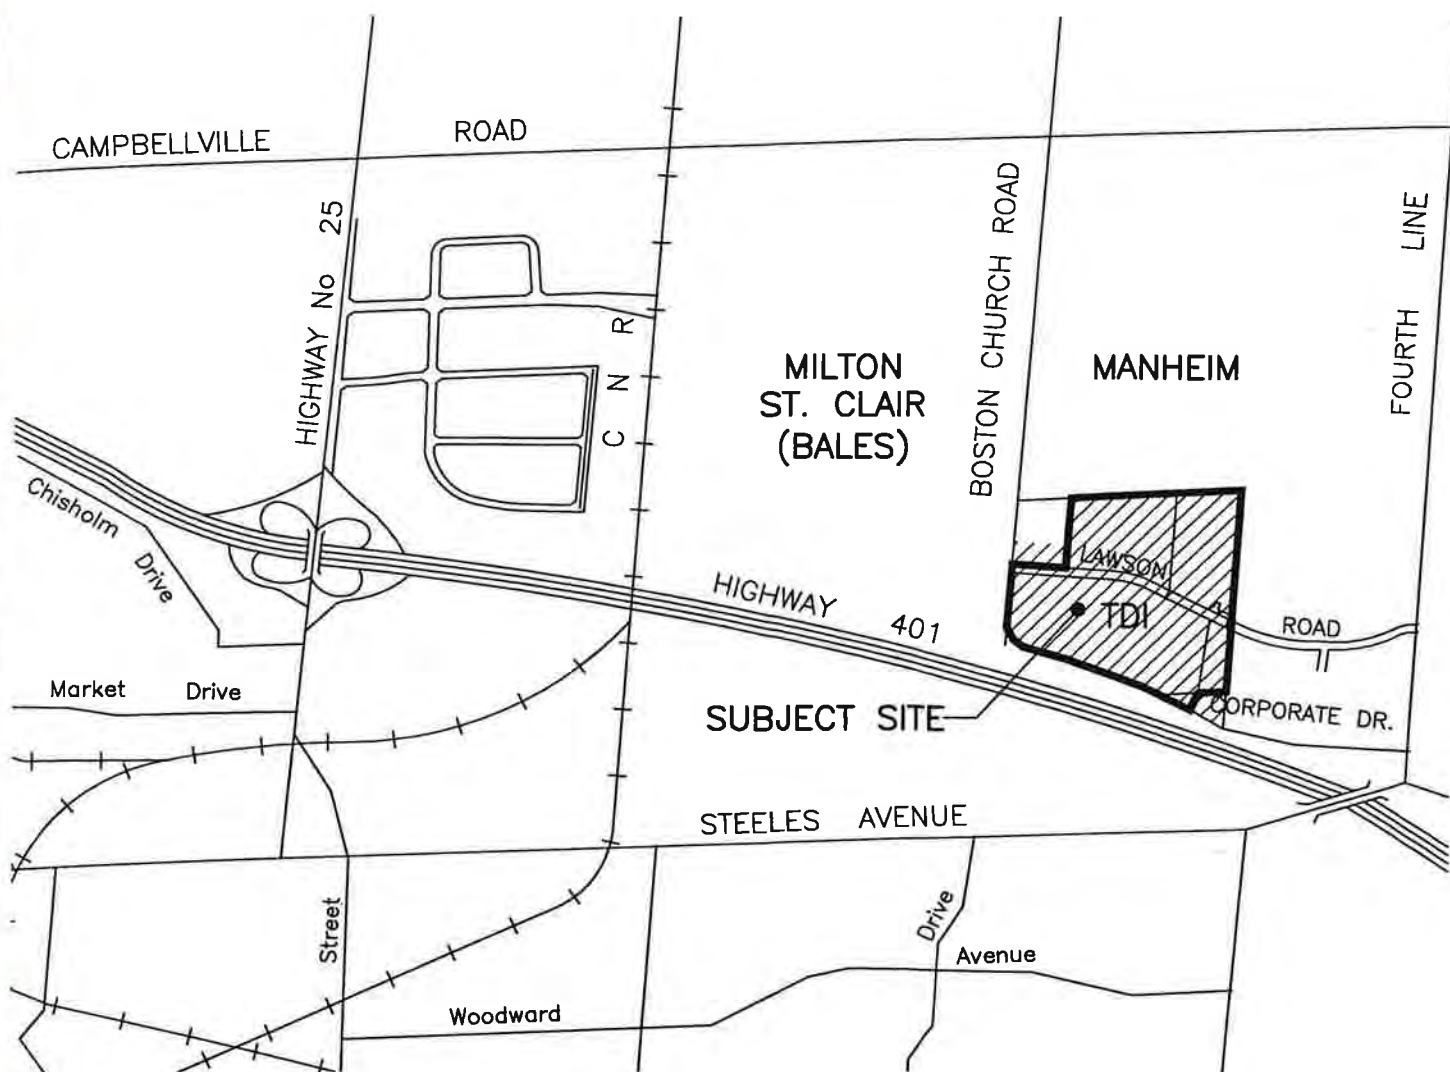 CAMPBELLVILLE ROAD
HIGHWAY No 25
C N R
BOSTON CHURCH ROAD
FOURTH LINE
MILTON
ST. CLAIR
(BALES)
MANHEIM
Chisholm Drive
HIGHWAY 401
LAWSON ROAD
TDI
Market Drive
SUBJECT SITE
CORPORATE DR.
STEELES AVENUE
Street
Drive
Woodward Avenue